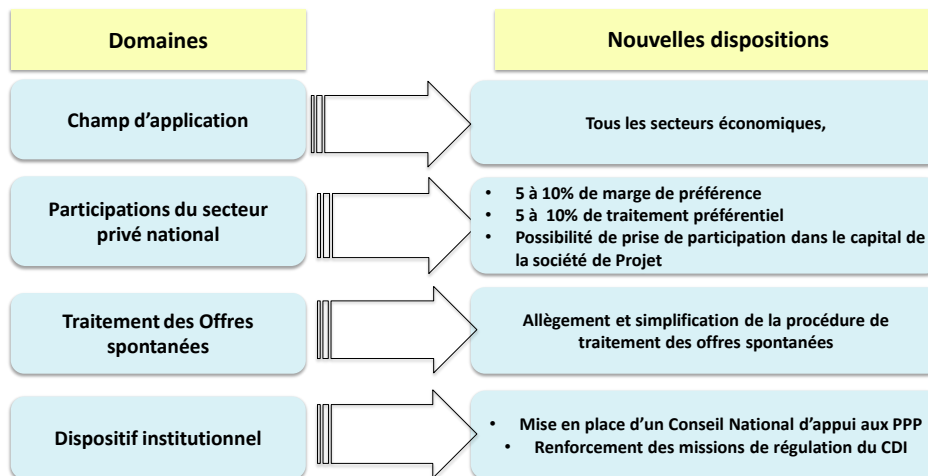 Domaines
Nouvelles dispositions
Champ d'application
Tous les secteurs économiques,
Participations du secteur
privé national
• 5 à 10% de marge de préférence
• 5 à 10% de traitement préférentiel
• Possibilité de prise de participation dans le capital de
la société de Projet
Traitement des Offres
spontanées
Allègement et simplification de la procédure de
traitement des offres spontanées
Dispositif institutionnel
• Mise en place d'un Conseil National d'appui aux PPP
• Renforcement des missions de régulation du CDI